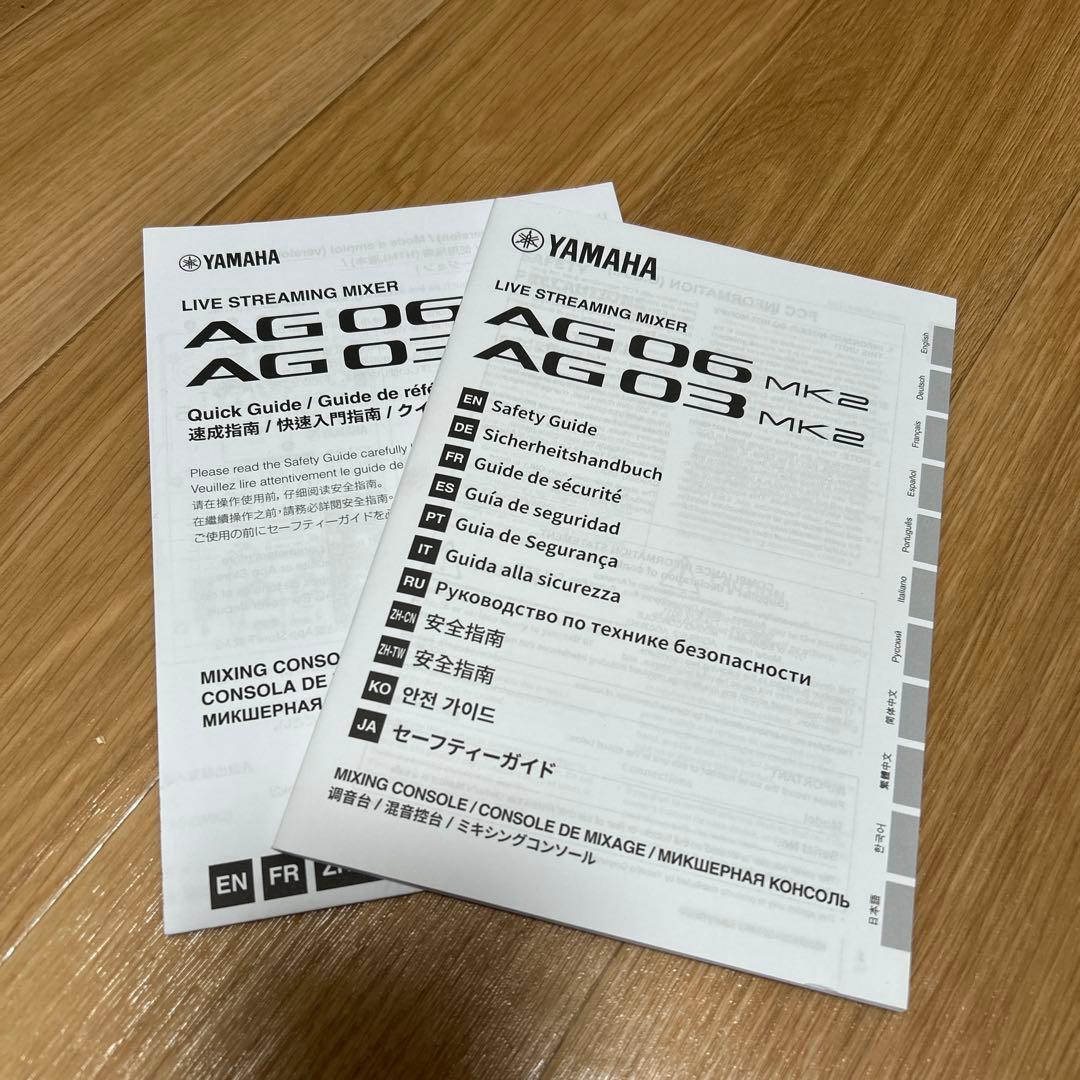 YAMAHA
LIVE STREAMING MIXER
AG 06
AG 03
Quick Guide / Guide de
速成指南 / 快速入門指南 /
Please read the Safety Guide carefully
Veuillez lire attentivement le guide de
请在操作使用前,仔细阅读安全指南。
在繼續操作之前,請務必詳閱安全指南。
ご使用の前にセーフティーガイドを
MIXING
CONSOLA DE
МИКШЕРНАЯ
EN FR
YAMAHA
LIVE STREAMING MIXER
AG 06 MK2
AG 03 MK2
EN Safety Guide
DE Sicherheitshandbuch
FR Guide de sécurité
ES Guía de seguridad
PT Guia de Segurança
IT Guida alla sicurezza
RU Руководство по технике безопасности
ZH-CN 安全指南
ZH-TW 安全指南
KO 안전 가이드
JA セーフティーガイド
MIXING CONSOLE / CONSOLE DE MIXAGE / МИКШЕРНАЯ КОНСОЛЬ
调音台 / 混音控台 / ミキシングコンソール
English
Deutsch
Français
Español
Português
Italiano
Русский
简体中文
繁體中文
한국어
日本語